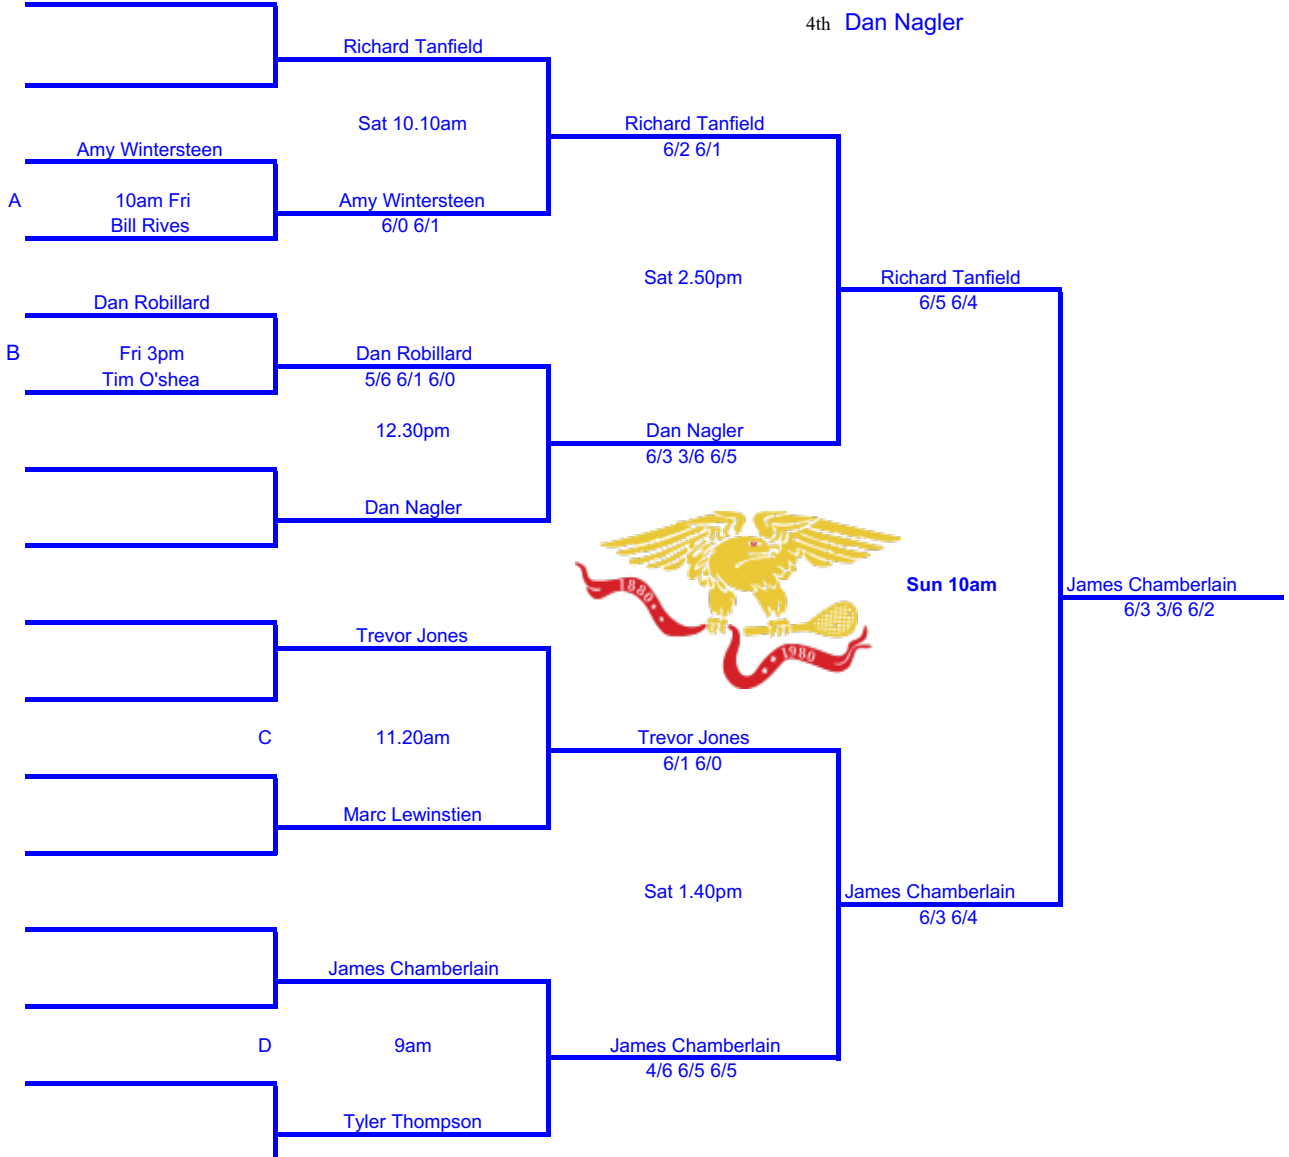 4th Dan Nagler
Richard Tanfield
Sat 10.10am
Richard Tanfield
Amy Wintersteen
6/2 6/1
A 10am Fri Amy Wintersteen
Bill Rives 6/0 6/1
Sat 2.50pm Richard Tanfield
Dan Robillard 6/5 6/4
B Fri 3pm Dan Robillard
Tim O'shea 5/6 6/1 6/0
12.30pm Dan Nagler
6/3 3/6 6/5
Dan Nagler
1880
Sun 10am James Chamberlain
6/3 3/6 6/2
Trevor Jones
1980
C 11.20am Trevor Jones
6/1 6/0
Marc Lewinstien
Sat 1.40pm James Chamberlain
6/3 6/4
James Chamberlain
D 9am James Chamberlain
4/6 6/5 6/5
Tyler Thompson